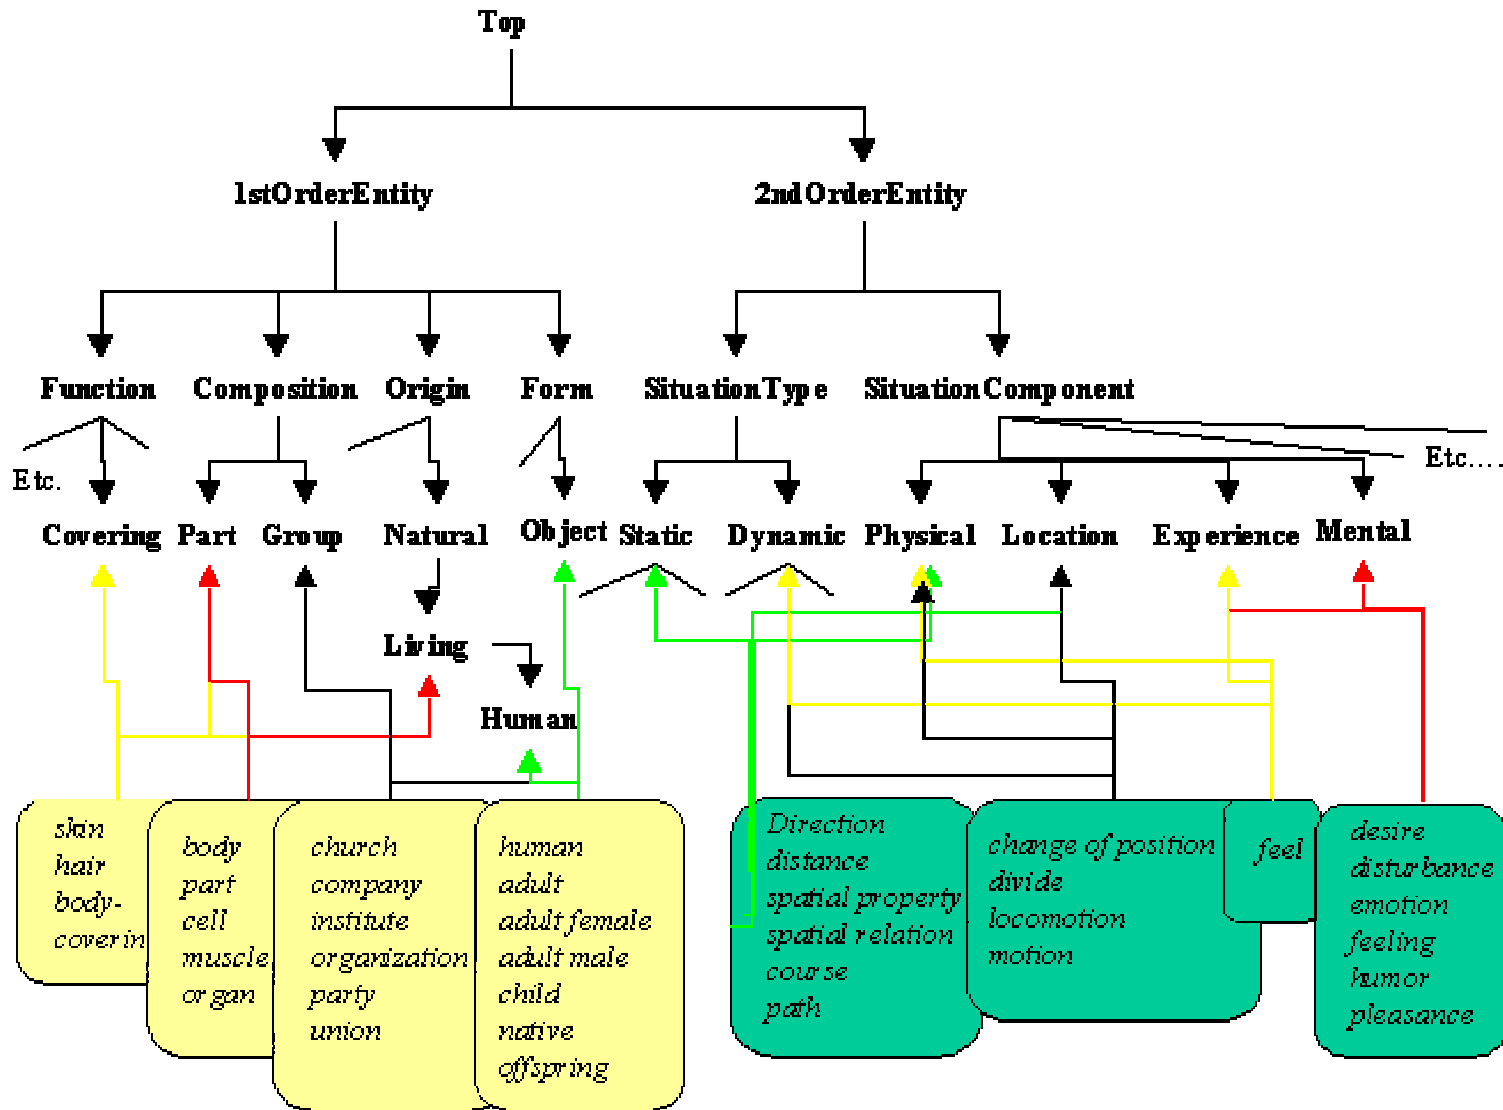 Top
1stOrderEntity
2ndOrderEntity
Function
Composition
Origin
Form
SituationType
SituationComponent
Etc.
Etc....
Covering
Part
Group
Natural
Object
Static
Dynamic
Physical
Location
Experience
Mental
Living
Human
skin
hair
body-
coverin
body
part
cell
muscle
organ
church
company
institute
organization
party
union
human
adult
adult female
adult male
child
native
offspring
Direction
distance
spatial property
spatial relation
course
path
change of position
divide
locomotion
motion
feel
desire
disturbance
emotion
feeling
humor
pleasance